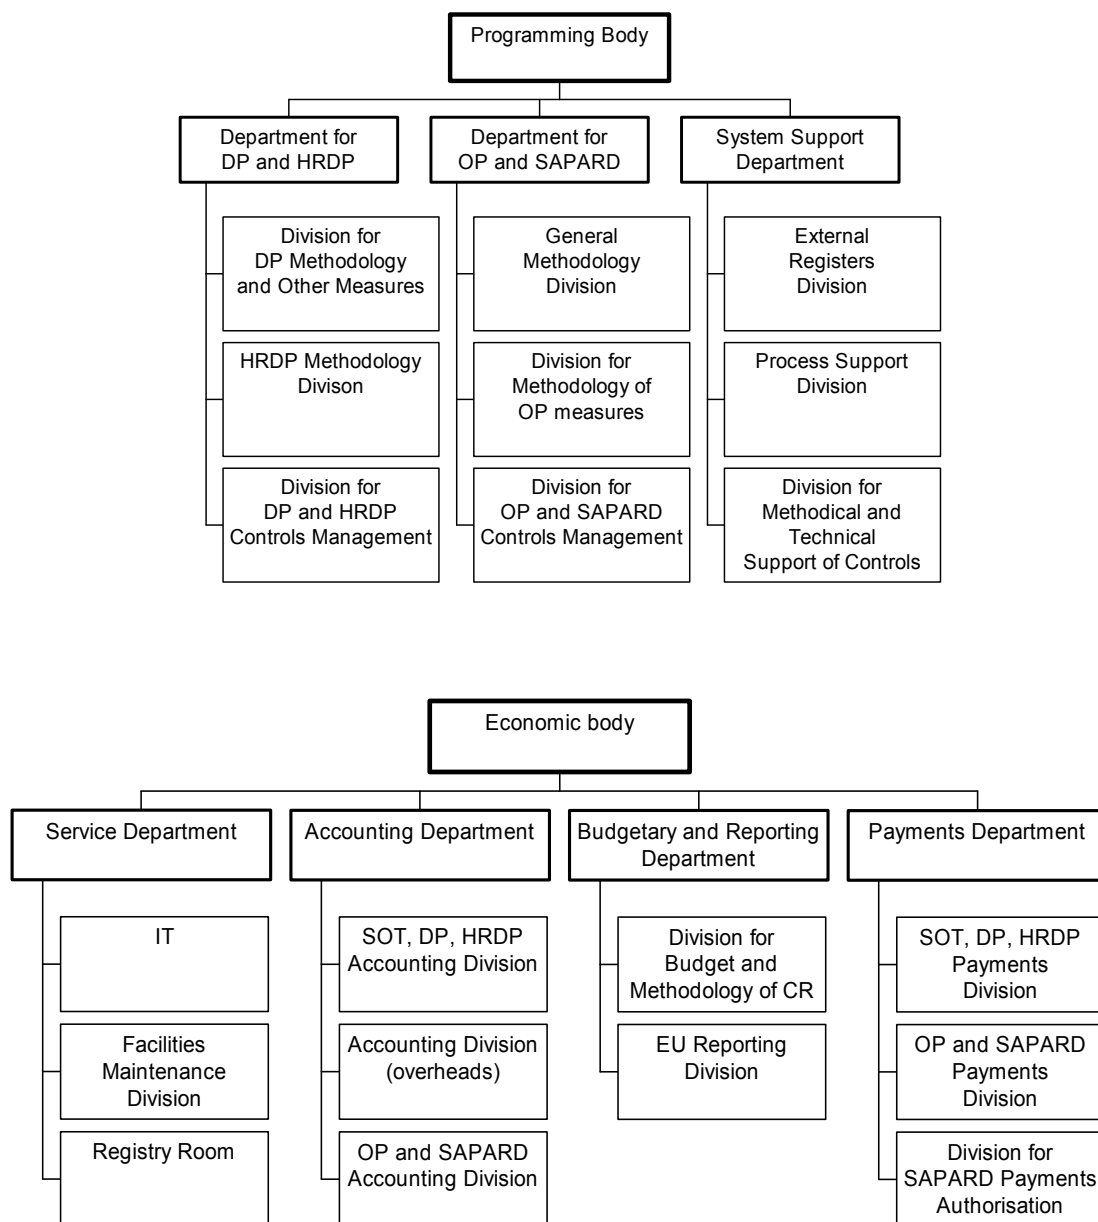 Programming Body
Department for
DP and HRDP
Department for
OP and SAPARD
System Support
Department
Division for
DP Methodology
and Other Measures
General
Methodology
Division
External
Registers
Division
HRDP Methodology
Divison
Division for
Methodology of
OP measures
Process Support
Division
Division for
DP and HRDP
Controls Management
Division for
OP and SAPARD
Controls Management
Division for
Methodical and
Technical
Support of Controls
Economic body
Service Department
Accounting Department
Budgetary and Reporting
Department
Payments Department
IT
SOT, DP, HRDP
Accounting Division
Division for
Budget and
Methodology of CR
SOT, DP, HRDP
Payments
Division
Facilities
Maintenance
Division
Accounting Division
(overheads)
EU Reporting
Division
OP and SAPARD
Payments
Division
Registry Room
OP and SAPARD
Accounting Division
Division for
SAPARD Payments
Authorisation